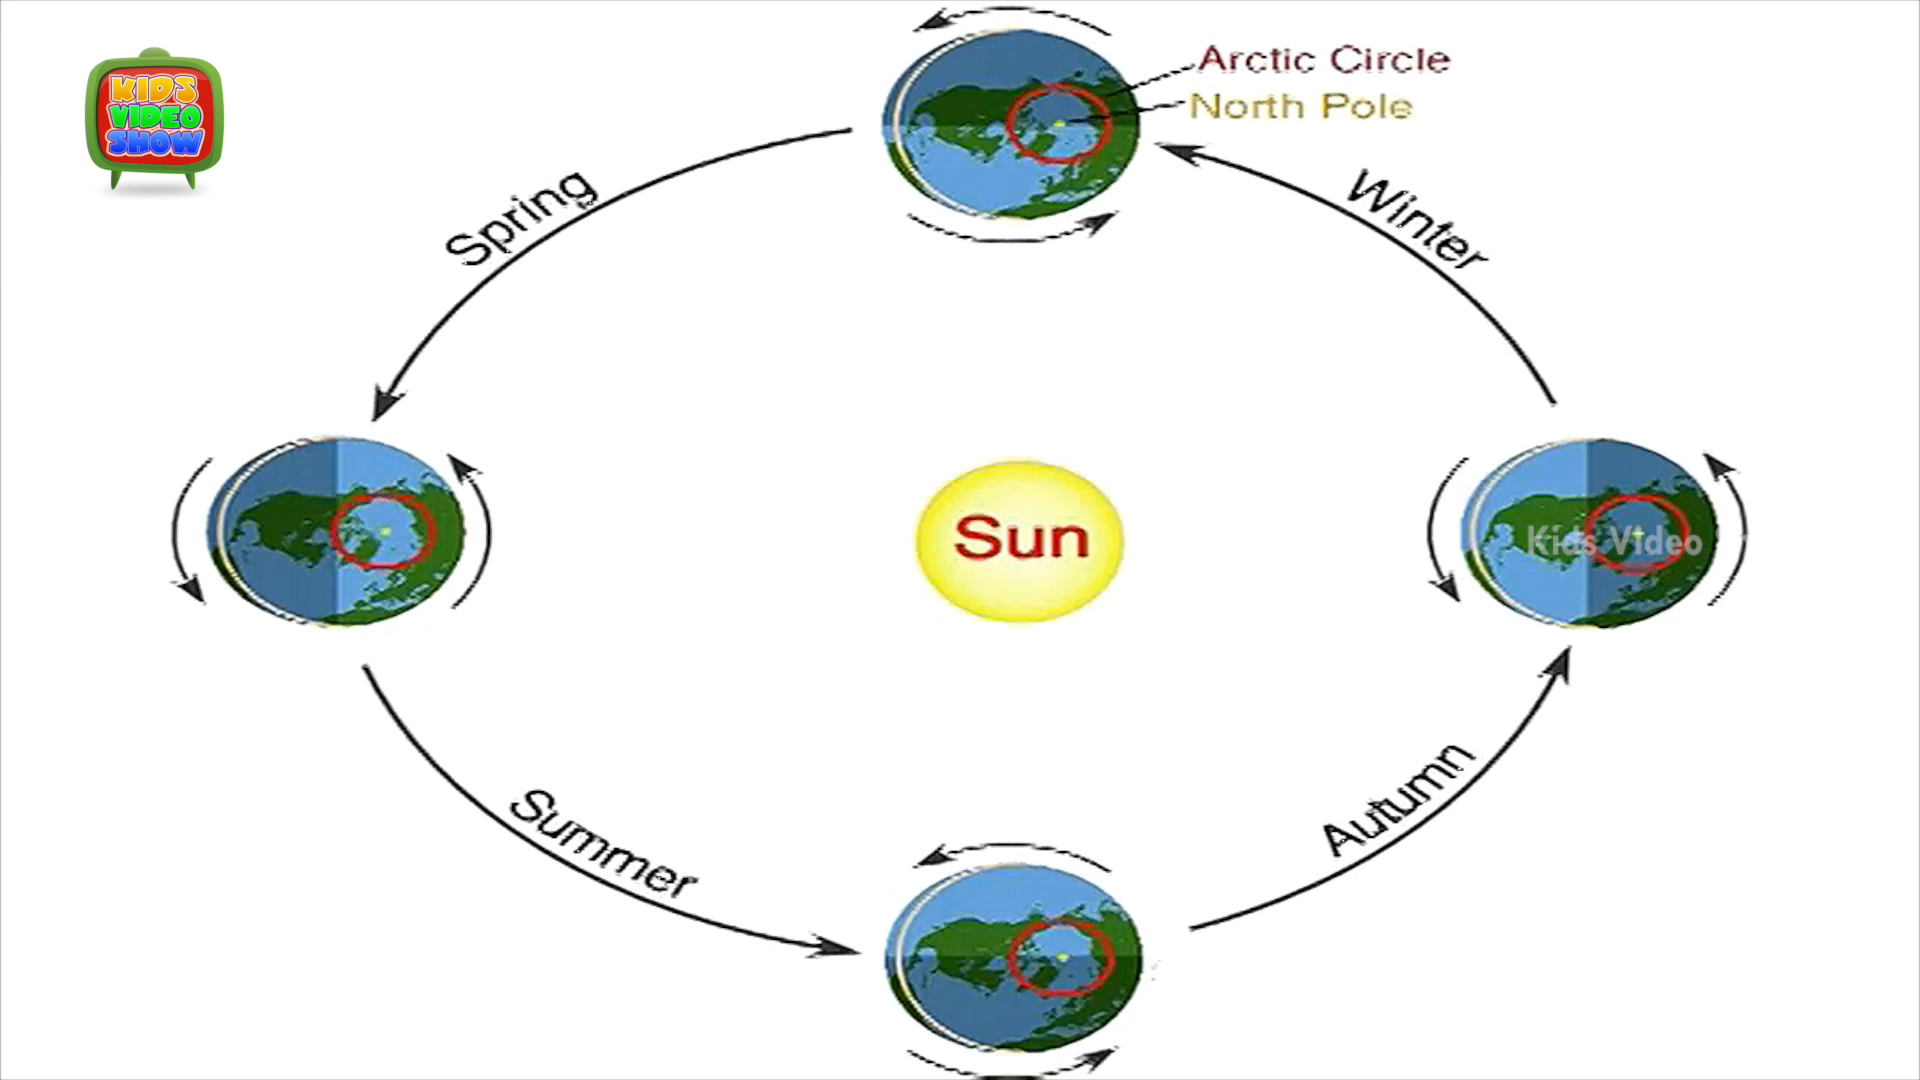 KIDS
VIDEO
SHOW
Arctic Circle
North Pole
Spring
Winter
Sun
Kids Video
Summer
Autumn